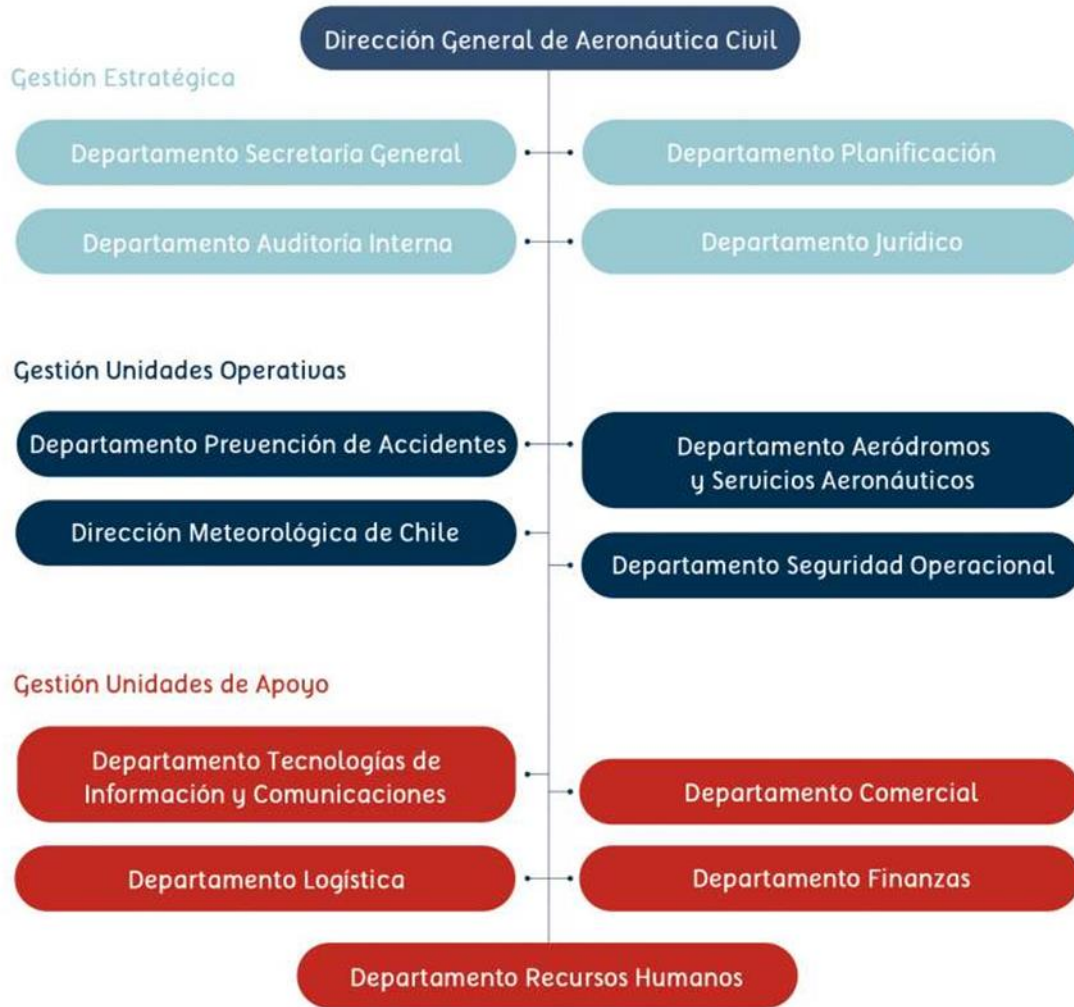 Dirección General de Aeronáutica Civil
Gestión Estratégica
Departamento Secretaría General
Departamento Planificación
Departamento Auditoría Interna
Departamento Jurídico
Gestión Unidades Operativas
Departamento Prevención de Accidentes
Departamento Aeródromos
y Servicios Aeronáuticos
Dirección Meteorológica de Chile
Departamento Seguridad Operacional
Gestión Unidades de Apoyo
Departamento Tecnologías de
Información y Comunicaciones
Departamento Comercial
Departamento Logística
Departamento Finanzas
Departamento Recursos Humanos